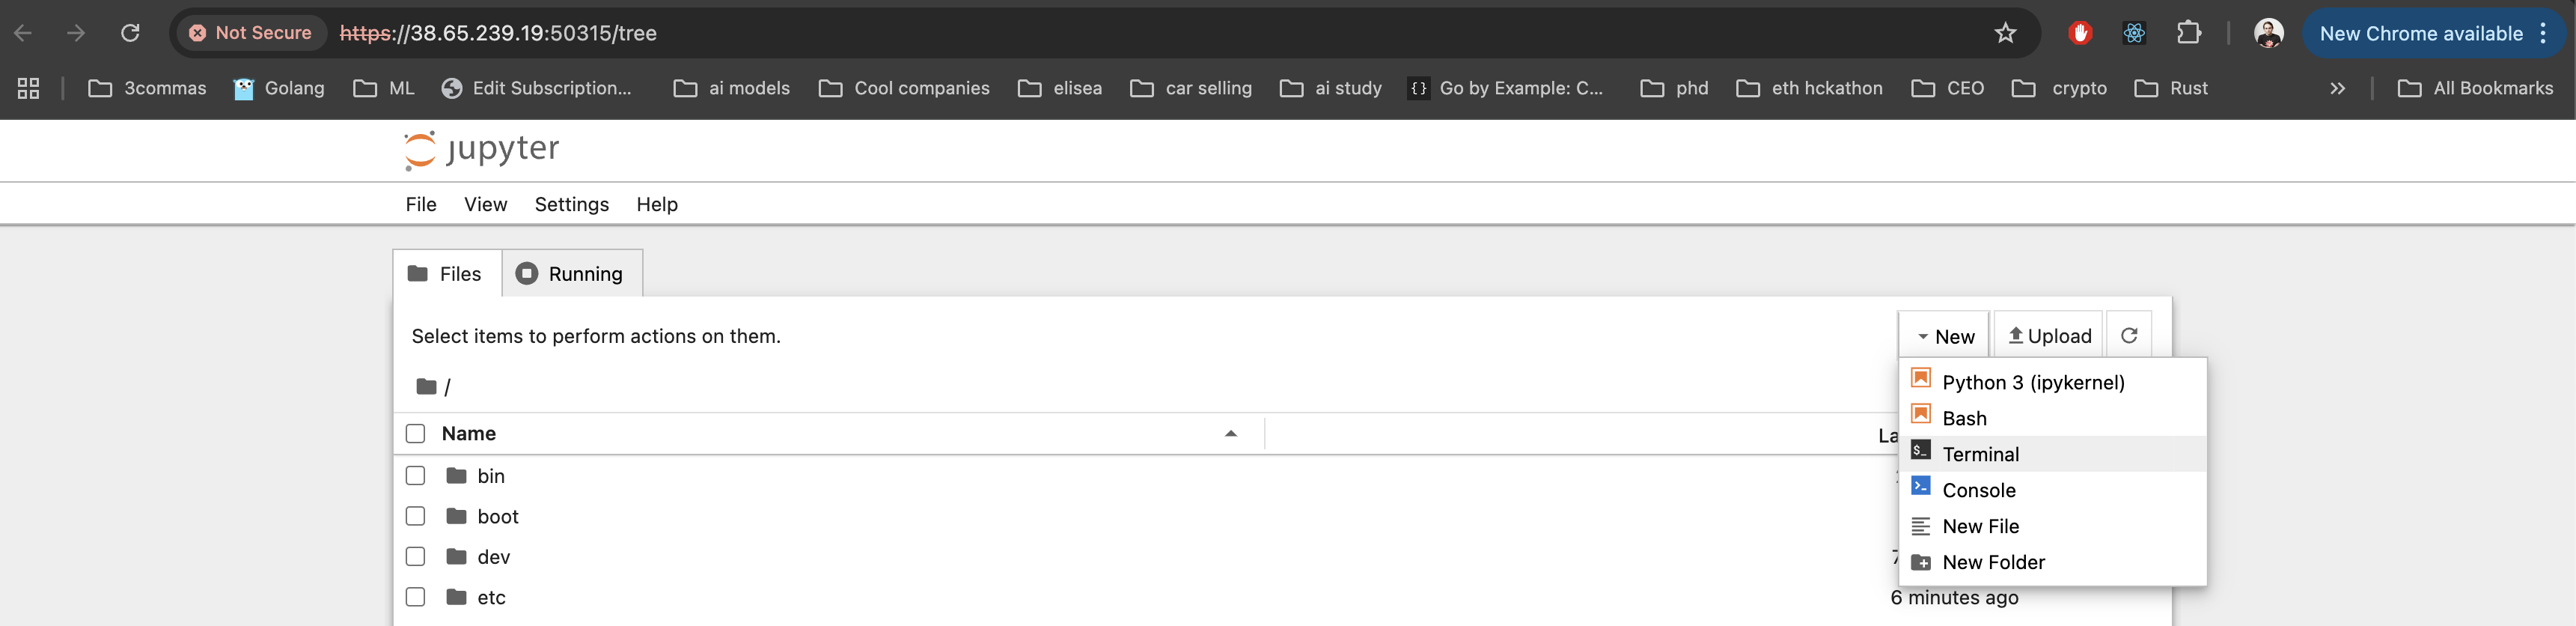 Not Secure https://38.65.239.19:50315/tree New Chrome available
3commas Golang ML Edit Subscription... ai models Cool companies elisea car selling ai study {} Go by Example: C... phd eth hckathon CEO crypto Rust » All Bookmarks
jupyter
File View Settings Help
Files Running
Select items to perform actions on them. New Upload
/
Python 3 (ipykernel)
Name
Bash
bin
Terminal
boot
Console
dev
New File
New Folder
etc 6 minutes ago